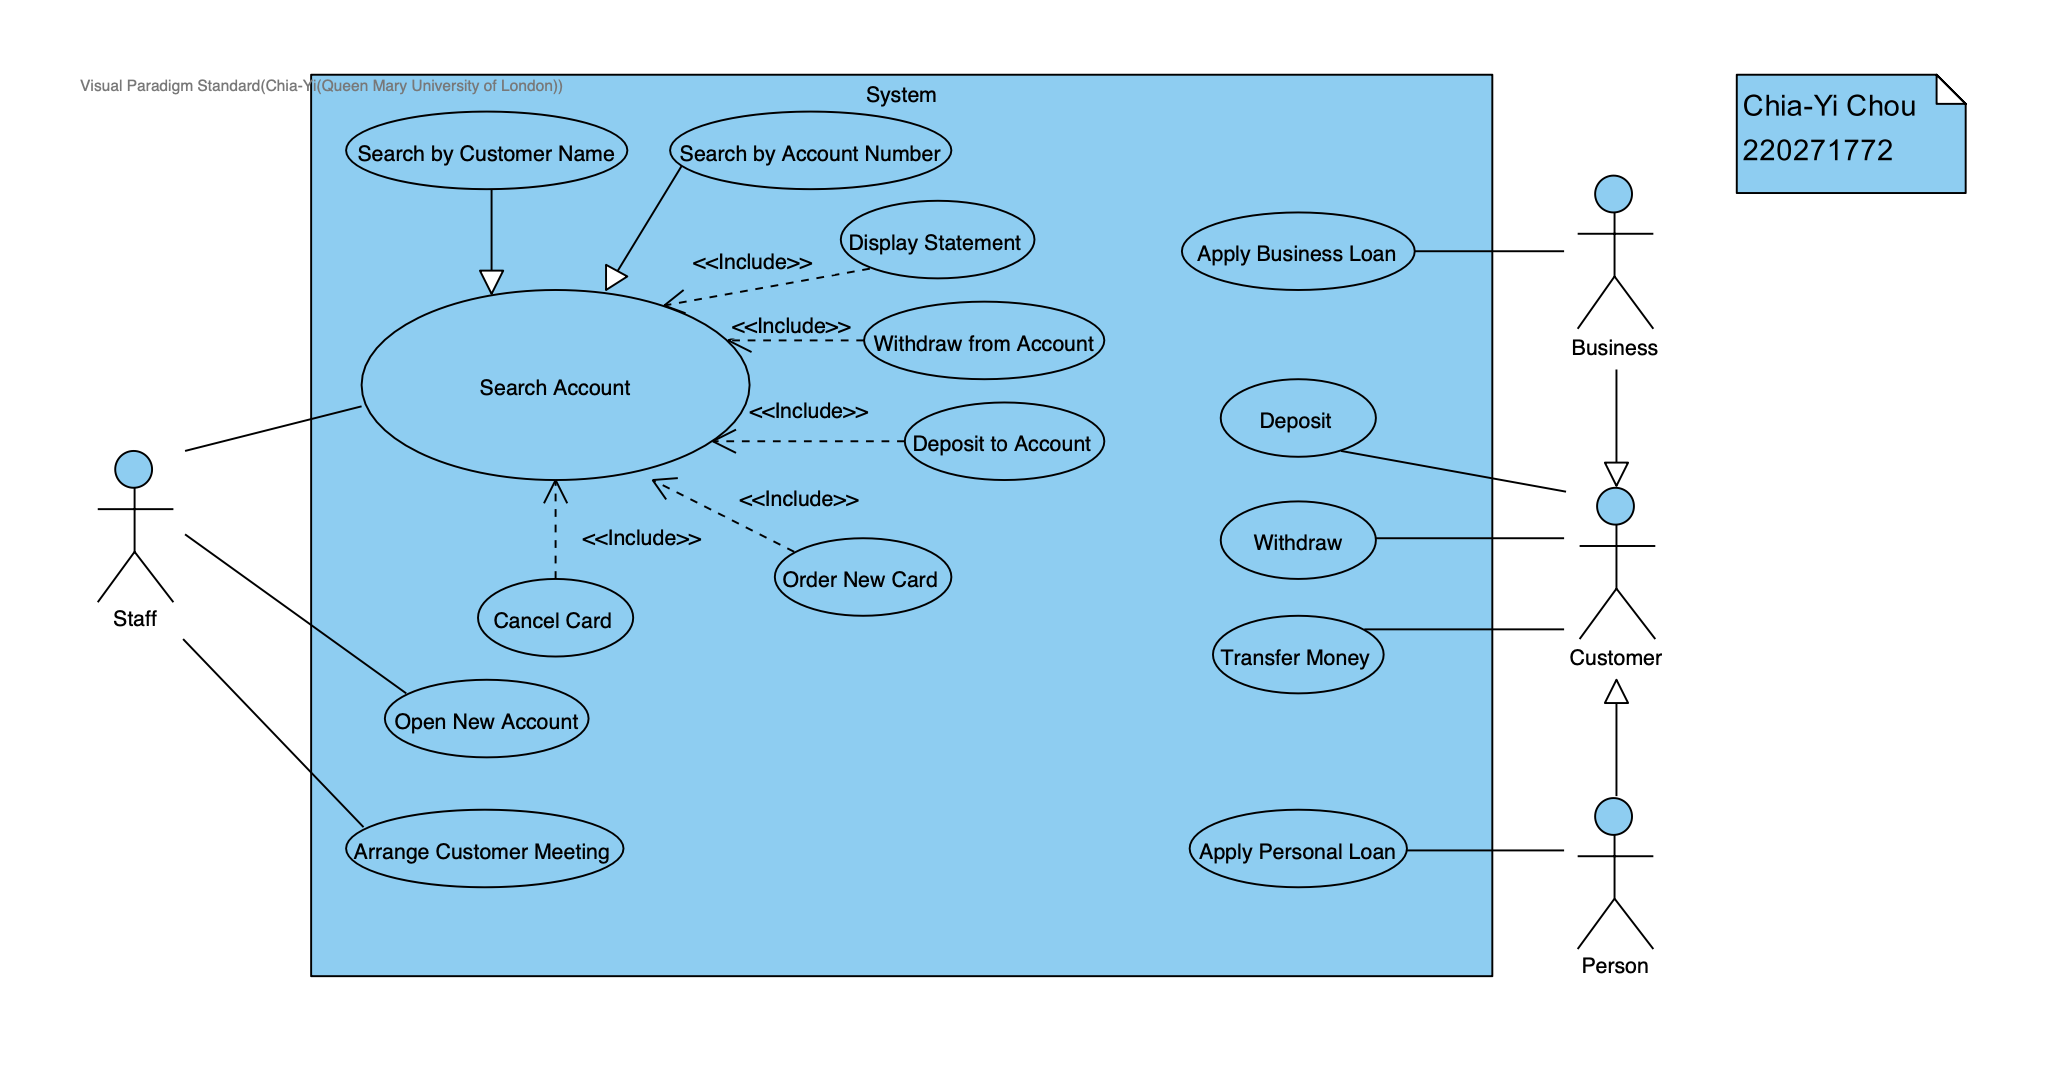 Visual Paradigm Standard(Chia-Yi(Queen Mary University of London))
System
Chia-Yi Chou
220271772
Search by Customer Name
Search by Account Number
Display Statement
<<Include>>
Apply Business Loan
<<Include>>
Withdraw from Account
Business
Search Account
<<Include>>
Deposit to Account
Deposit
<<Include>>
<<Include>>
Withdraw
Order New Card
Cancel Card
Staff
Transfer Money
Customer
Open New Account
Arrange Customer Meeting
Apply Personal Loan
Person